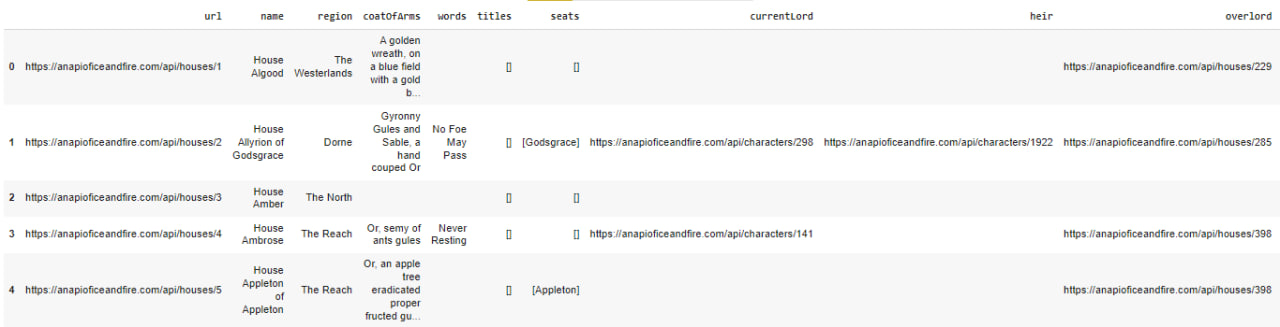 url name region coatOfArms words titles seats currentLord heir overlord
0 https://anapioficeandfire.com/api/houses/1 House Algood The Westerlands A golden wreath, on a blue field with a gold b... [] [] https://anapioficeandfire.com/api/houses/229
1 https://anapioficeandfire.com/api/houses/2 House Allyrion of Godsgrace Dorne Gyronny Gules and Sable, a hand couped Or No Foe May Pass [] [Godsgrace] https://anapioficeandfire.com/api/characters/298 https://anapioficeandfire.com/api/characters/1922 https://anapioficeandfire.com/api/houses/285
2 https://anapioficeandfire.com/api/houses/3 House Amber The North [] []
3 https://anapioficeandfire.com/api/houses/4 House Ambrose The Reach Or, semy of ants gules Never Resting [] [] https://anapioficeandfire.com/api/characters/141 https://anapioficeandfire.com/api/houses/398
4 https://anapioficeandfire.com/api/houses/5 House Appleton of Appleton The Reach Or, an apple tree eradicated proper fructed gu... [] [Appleton] https://anapioficeandfire.com/api/houses/398